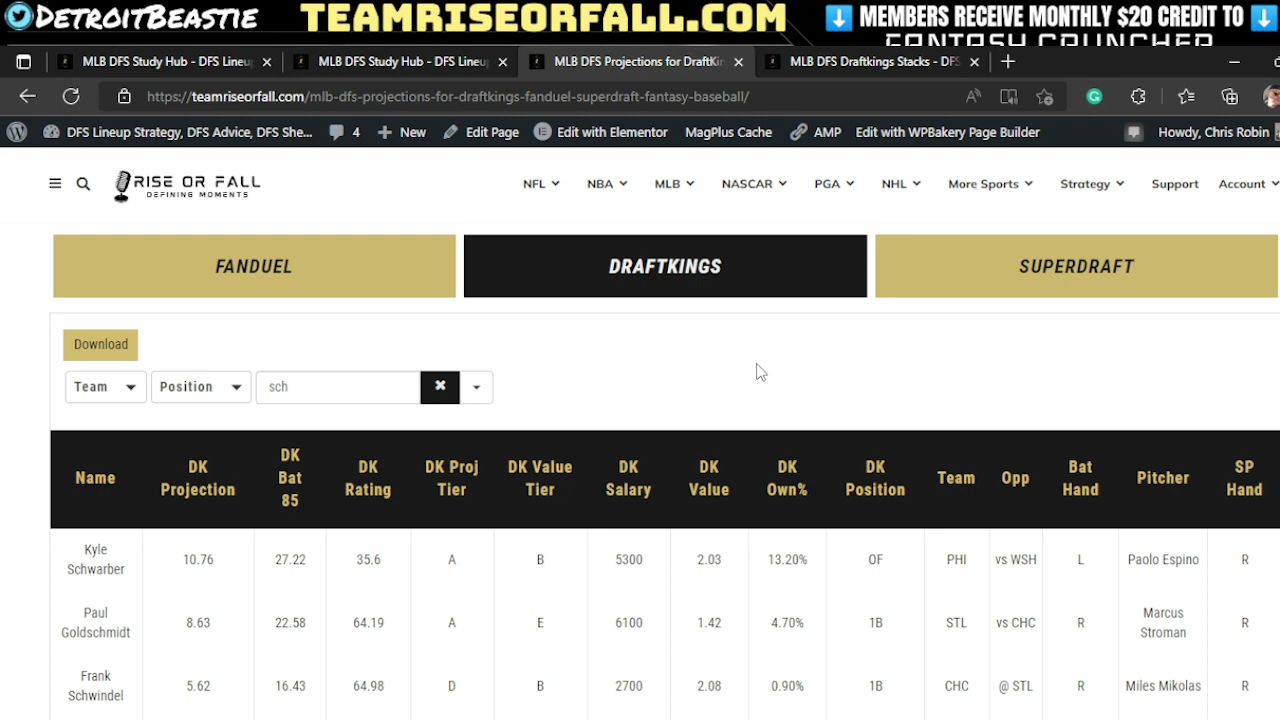 DETROITBEASTIE
TEAMRISEORFALL.COM
MEMBERS RECEIVE MONTHLY $20 CREDIT TO
FANTASY CRUNCHER
MLB DFS Study Hub - DFS Lineu
MLB DFS Study Hub - DFS Lineu
MLB DFS Projections for DraftKin
MLB DFS Draftkings Stacks - DFS
https://teamriseorfall.com/mlb-dfs-projections-for-draftkings-fanduel-superdraft-fantasy-baseball/
DFS Lineup Strategy, DFS Advice, DFS She...
4
New
Edit Page
Edit with Elementor
MagPlus Cache
AMP
Edit with WPBakery Page Builder
Howdy, Chris Robin
RISE OR FALL
DEFINING MOMENTS
NFL
NBA
MLB
NASCAR
PGA
NHL
More Sports
Strategy
Support
Account
FANDUEL
DRAFTKINGS
SUPERDRAFT
Download
Team
Position
sch
Name
DK Projection
DK Bat 85
DK Rating
DK Proj Tier
DK Value Tier
DK Salary
DK Value
DK Own%
DK Position
Team
Opp
Bat Hand
Pitcher
SP Hand
Kyle Schwarber 10.76 27.22 35.6 A B 5300 2.03 13.20% OF PHI vs WSH L Paolo Espino R
Paul Goldschmidt 8.63 22.58 64.19 A E 6100 1.42 4.70% 1B STL vs CHC R Marcus Stroman R
Frank Schwindel 5.62 16.43 64.98 D B 2700 2.08 0.90% 1B CHC @ STL R Miles Mikolas R